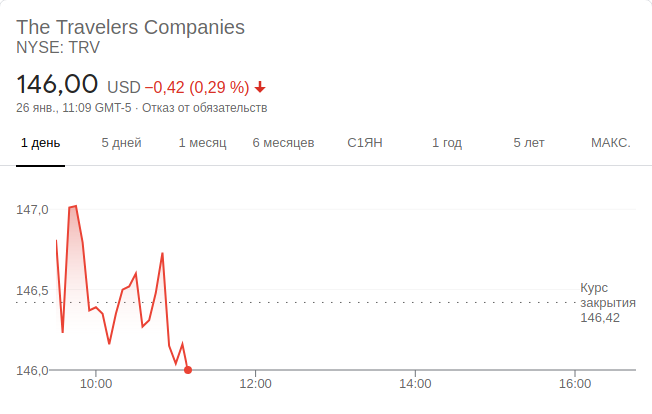 The Travelers Companies
NYSE: TRV
146,00 USD −0,42 (0,29 %)
26 янв., 11:09 GMT-5 · Отказ от обязательств
1 день 5 дней 1 месяц 6 месяцев С1ЯН 1 год 5 лет МАКС.
147,0
146,5
Курс
закрытия
146,42
146,0
10:00 12:00 14:00 16:00